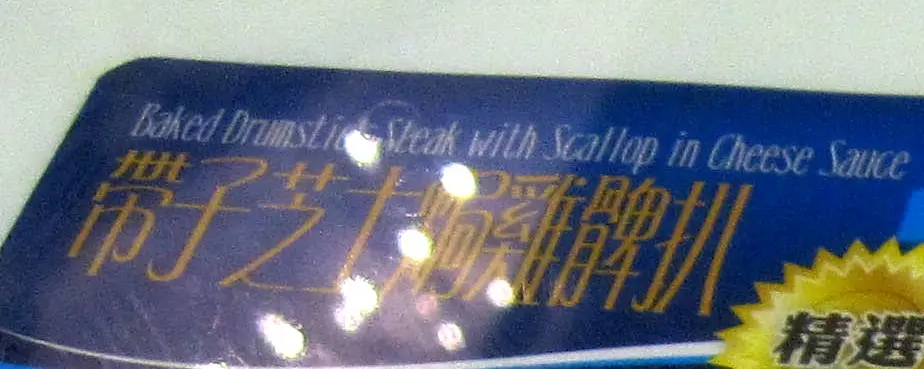 Baked Drumstick Steak with Scallop in Cheese Sauce
帶子芝士焗雞髀扒
精選